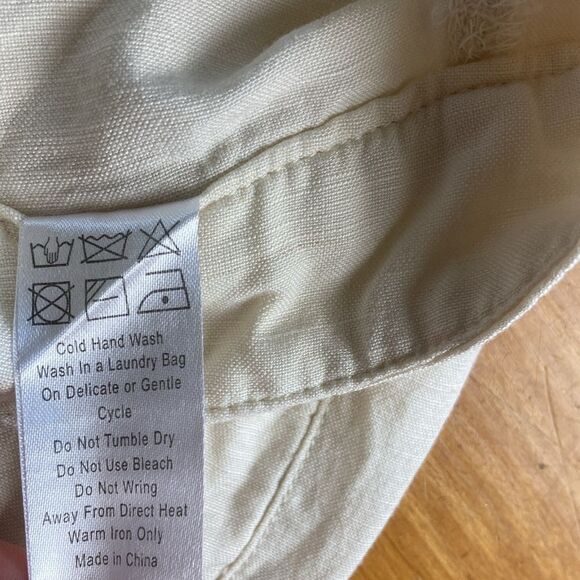 Cold Hand Wash
Wash In a Laundry Bag
On Delicate or Gentle
Cycle
Do Not Tumble Dry
Do Not Use Bleach
Do Not Wring
Away From Direct Heat
Warm Iron Only
Made in China